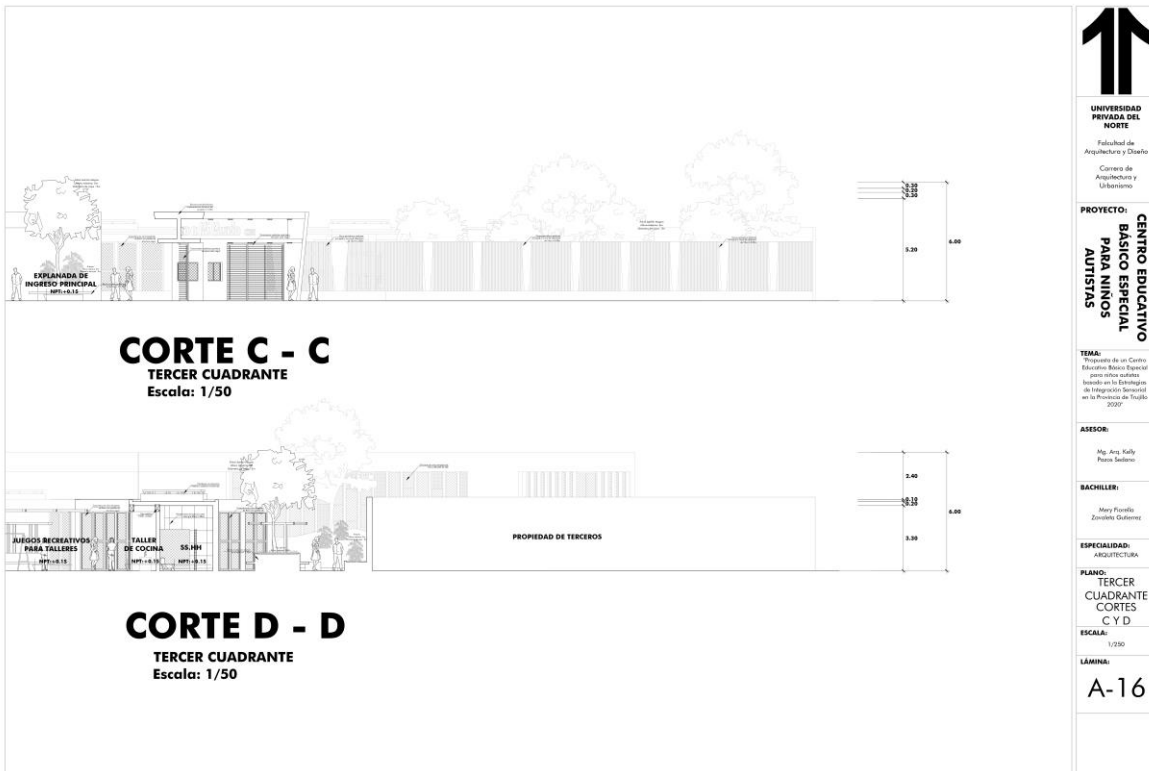 EXPLANADA DE
INGRESO PRINCIPAL
NPT:+0.15
0.20
0.20
0.30
5.20
6.00
CORTE C - C
TERCER CUADRANTE
Escala: 1/50
JUEGOS RECREATIVOS
PARA TALLERES
NPT:+0.15
TALLER
DE COCINA
NPT:+0.15
SS.HH
NPT:+0.15
PROPIEDAD DE TERCEROS
2.40
0.10
0.20
3.30
6.00
CORTE D - D
TERCER CUADRANTE
Escala: 1/50
UNIVERSIDAD
PRIVADA DEL
NORTE
Falcultad de
Arquitectura y Diseño
Carrera de
Arquitectura y
Urbanismo
PROYECTO:
CENTRO EDUCATIVO
BÁSICO ESPECIAL
PARA NIÑOS
AUTISTAS
TEMA:
"Propuesta de un Centro
Educativo Básico Especial
para niños autistas
basado en la Estrategias
de Integración Sensorial
en la Provincia de Trujillo
2020"
ASESOR:
Mg. Arq. Kelly
BACHILLER:
Mery Fiorella
Zavaleta Gutierrez
ESPECIALIDAD:
ARQUITECTURA
PLANO:
TERCER
CUADRANTE
CORTES
C Y D
ESCALA:
1/250
LÁMINA:
A-16